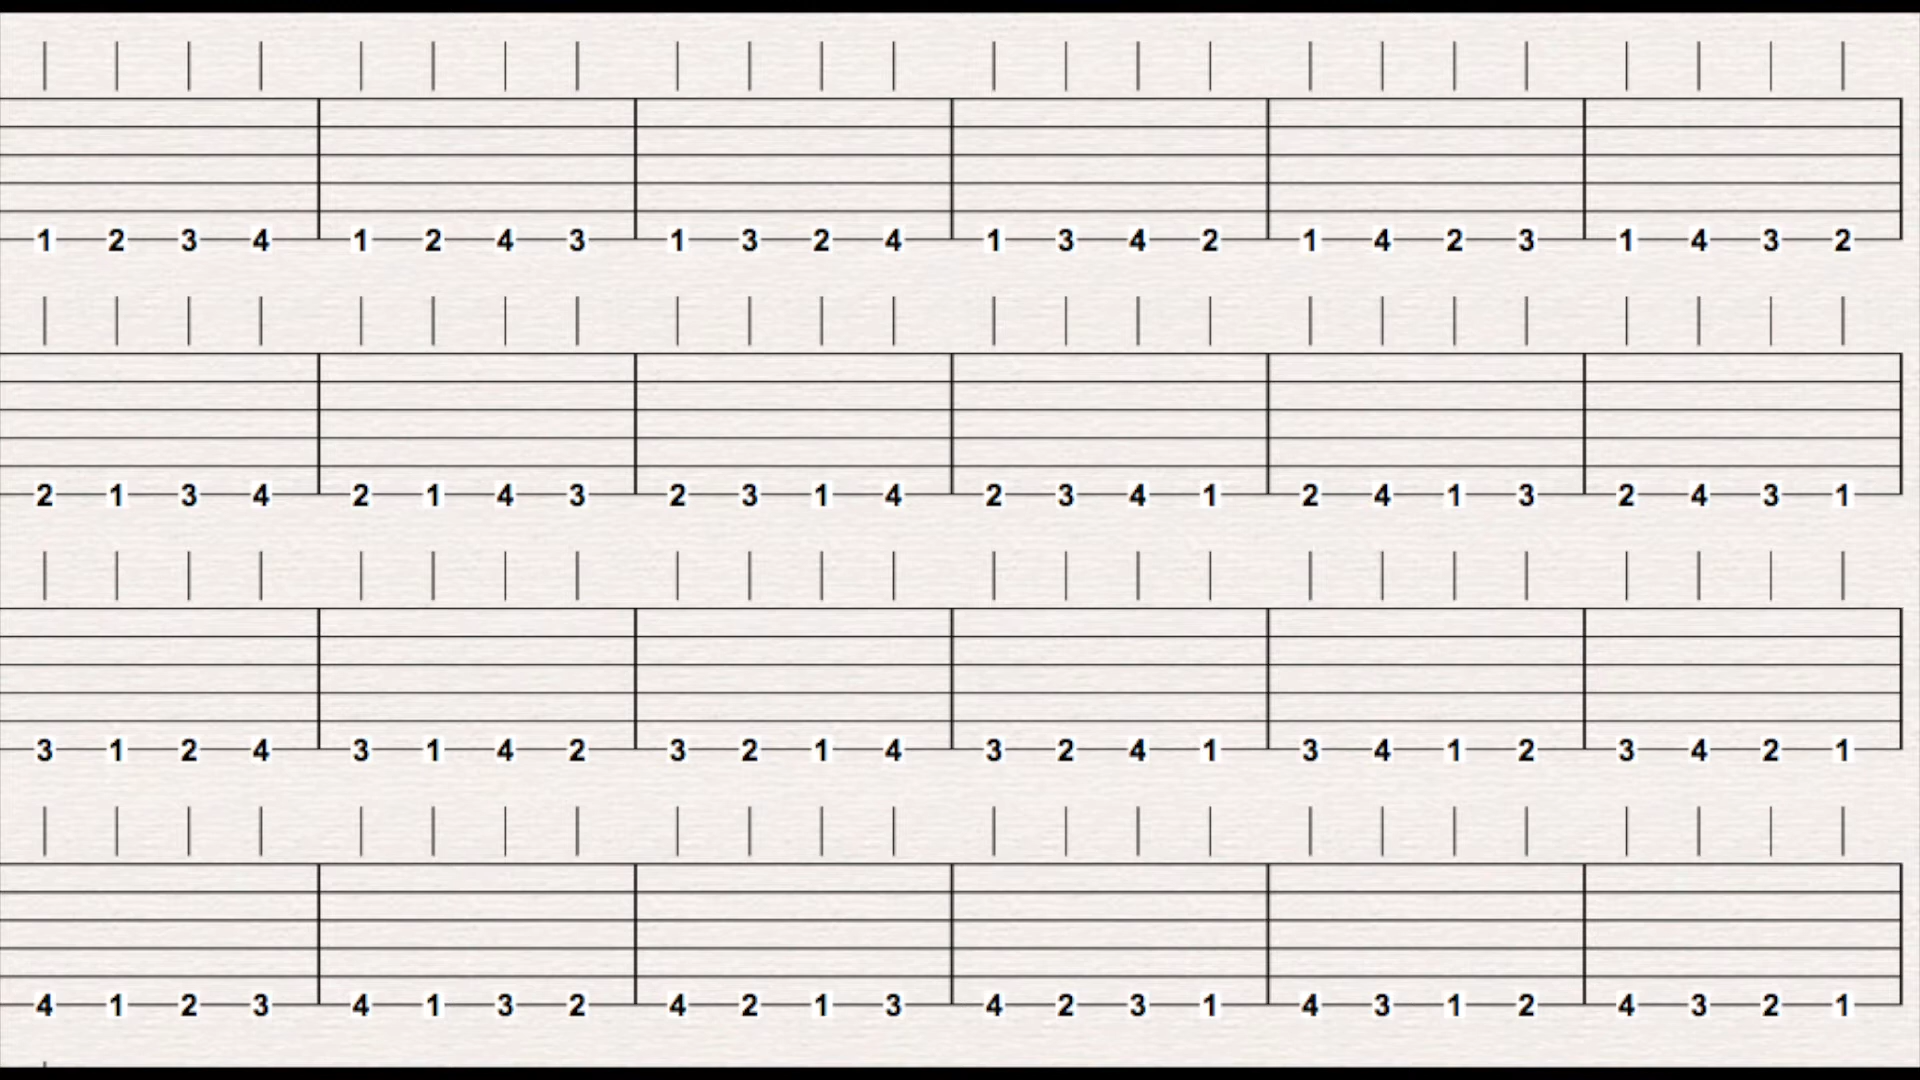 1 2 3 4 1 2 4 3 1 3 2 4 1 3 4 2 1 4 2 3 1 4 3 2
2 1 3 4 2 1 4 3 2 3 1 4 2 3 4 1 2 4 1 3 2 4 3 1
3 1 2 4 3 1 4 2 3 2 1 4 3 2 4 1 3 4 1 2 3 4 2 1
4 1 2 3 4 1 3 2 4 2 1 3 4 2 3 1 4 3 1 2 4 3 2 1